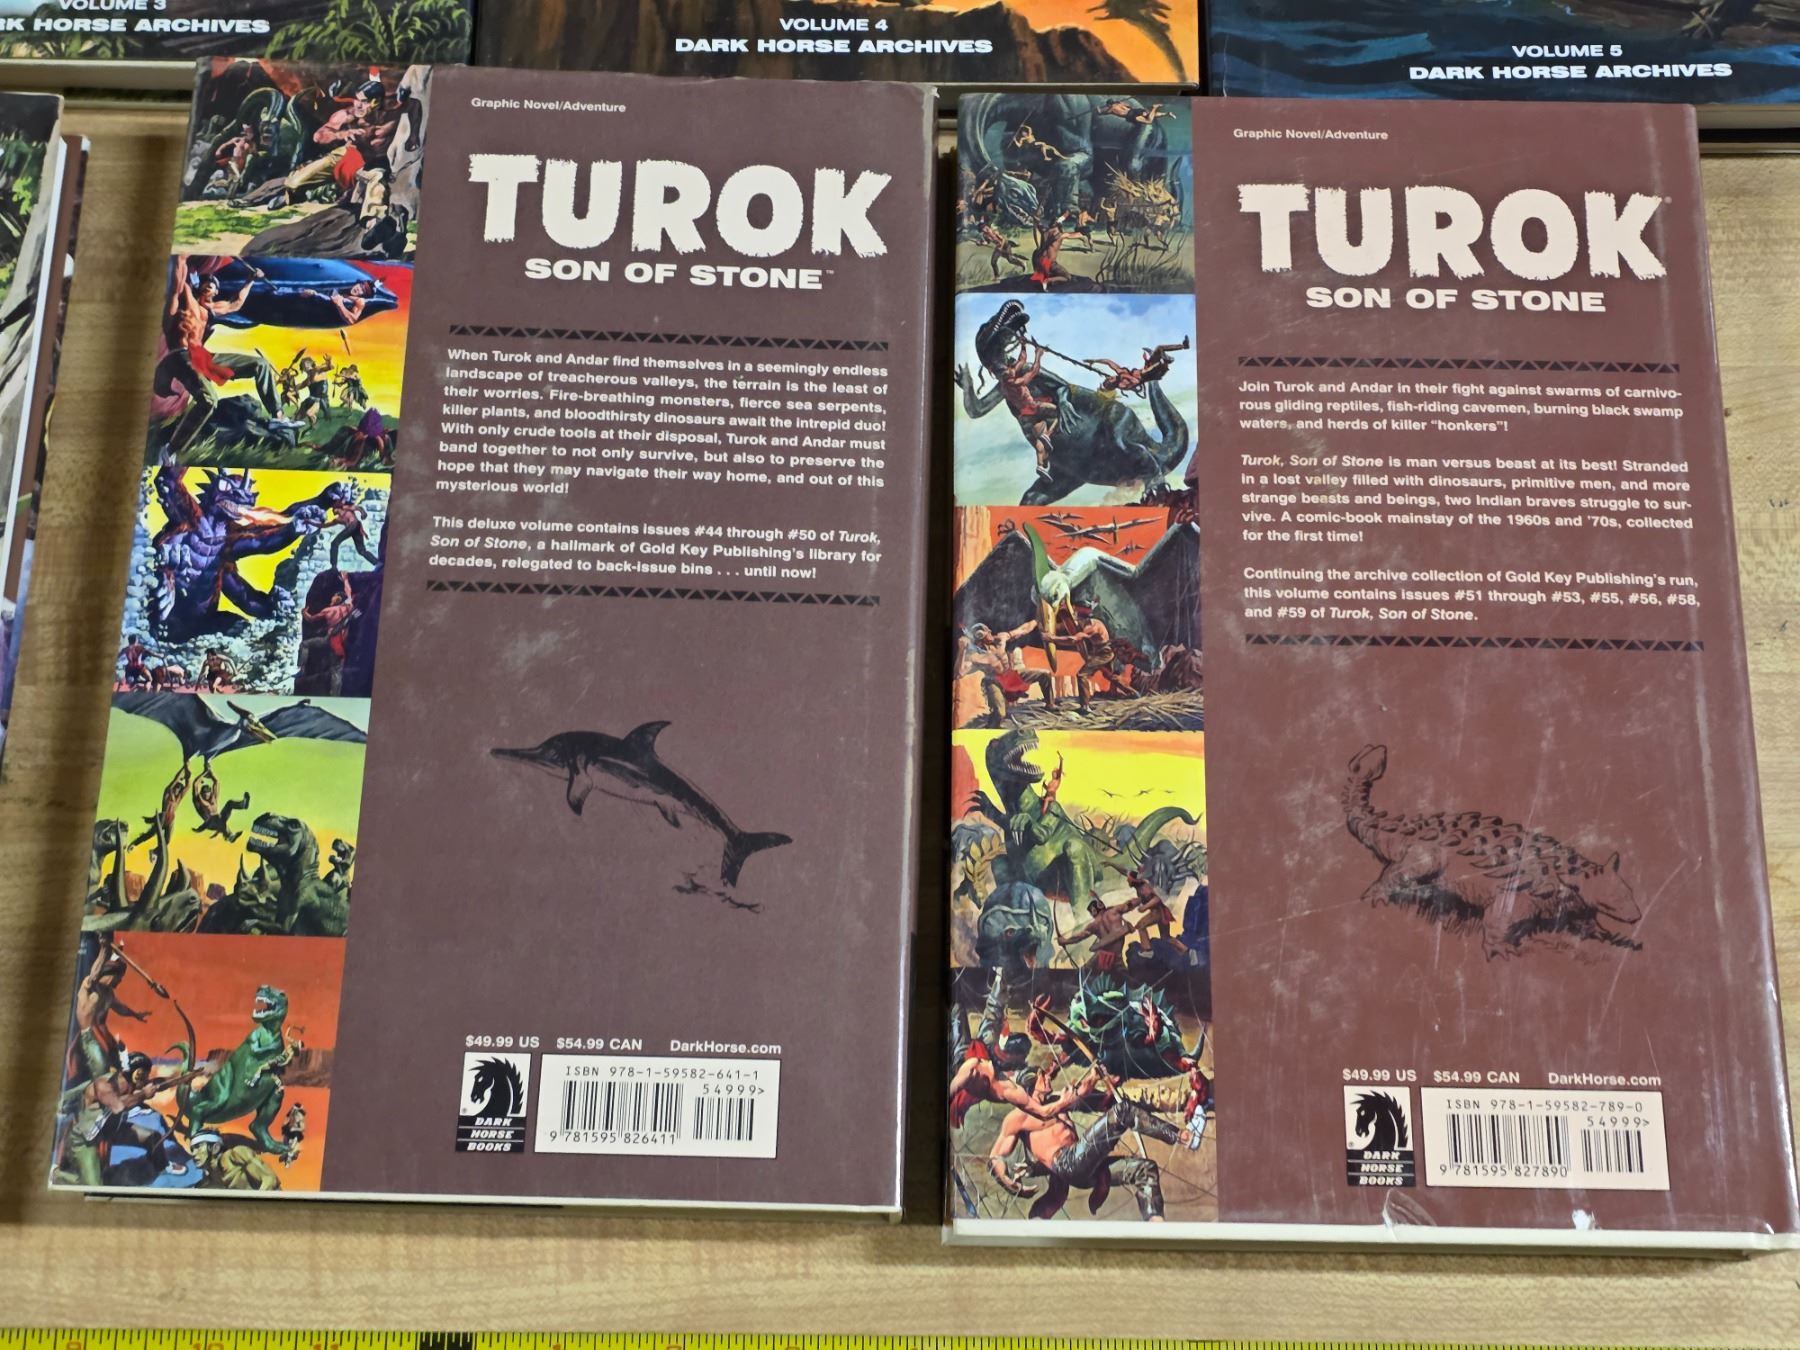 VOLUME 3
RK HORSE ARCHIVES
VOLUME 4
DARK HORSE ARCHIVES
VOLUME 5
DARK HORSE ARCHIVES
Graphic Novel/Adventure
TUROK
SON OF STONE™
When Turok and Andar find themselves in a seemingly endless
landscape of treacherous valleys, the terrain is the least of
their worries. Fire-breathing monsters, fierce sea serpents,
killer plants, and bloodthirsty dinosaurs await the intrepid duo!
With only crude tools at their disposal, Turok and Andar must
band together to not only survive, but also to preserve the
hope that they may navigate their way home, and out of this
mysterious world!
This deluxe volume contains issues #44 through #50 of Turok,
Son of Stone, a hallmark of Gold Key Publishing's library for
decades, relegated to back-issue bins . . . until now!
$49.99 US $54.99 CAN DarkHorse.com
DARK
HORSE
BOOKS
ISBN 978-1-59582-641-1
54999>
9 781595 826411
Graphic Novel/Adventure
TUROK®
SON OF STONE
Join Turok and Andar in their fight against swarms of carnivo-
rous gliding reptiles, fish-riding cavemen, burning black swamp
waters, and herds of killer “honkers”!
Turok, Son of Stone is man versus beast at its best! Stranded
in a lost valley filled with dinosaurs, primitive men, and more
strange beasts and beings, two Indian braves struggle to sur-
vive. A comic-book mainstay of the 1960s and '70s, collected
for the first time!
Continuing the archive collection of Gold Key Publishing's run,
this volume contains issues #51 through #53, #55, #56, #58,
and #59 of Turok, Son of Stone.
$49.99 US $54.99 CAN DarkHorse.com
DARK
HORSE
BOOKS
ISBN 978-1-59582-789-0
54999>
9 781595 827890
10
11